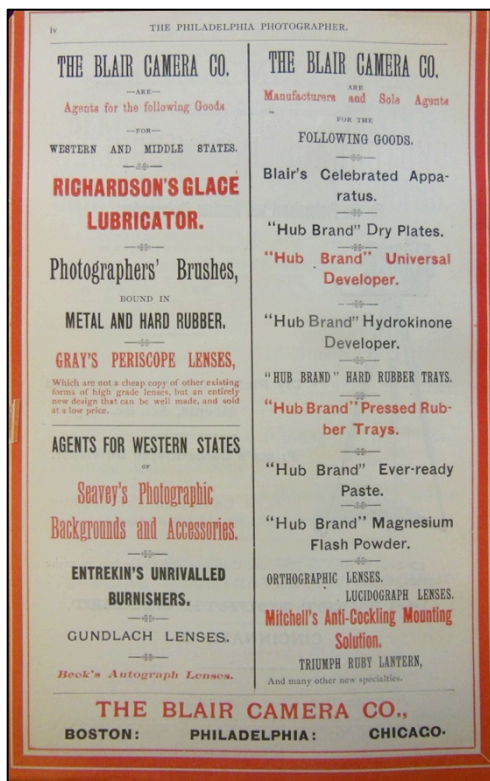 iv THE PHILADELPHIA PHOTOGRAPHER.
THE BLAIR CAMERA CO.
—ARE—
Agents for the following Goods
—FOR—
WESTERN AND MIDDLE STATES.
RICHARDSON'S GLACE
LUBRICATOR.
Photographers' Brushes,
BOUND IN
METAL AND HARD RUBBER.
GRAY'S PERISCOPE LENSES,
Which are not a cheap copy of other existing
forms of high grade lenses, but an entirely
new design that can be well made, and sold
at a low price.
AGENTS FOR WESTERN STATES
OF
Seavey's Photographic
Backgrounds and Accessories.
ENTREKIN'S UNRIVALLED
BURNISHERS.
GUNDLACH LENSES.
Beck's Autograph Lenses.
THE BLAIR CAMERA CO.
ARE
Manufacturers and Sole Agents
FOR THE
FOLLOWING GOODS.
Blair's Celebrated Appa-
ratus.
"Hub Brand" Dry Plates.
"Hub Brand" Universal
Developer.
"Hub Brand" Hydrokinone
Developer.
"HUB BRAND" HARD RUBBER TRAYS.
"Hub Brand" Pressed Rub-
ber Trays.
"Hub Brand" Ever-ready
Paste.
"Hub Brand" Magnesium
Flash Powder.
ORTHOGRAPHIC LENSES.
LUCIDOGRAPH LENSES.
Mitchell's Anti-Cockling Mounting
Solution.
TRIUMPH RUBY LANTERN,
And many other new specialties.
THE BLAIR CAMERA CO.,
BOSTON: PHILADELPHIA: CHICAGO.